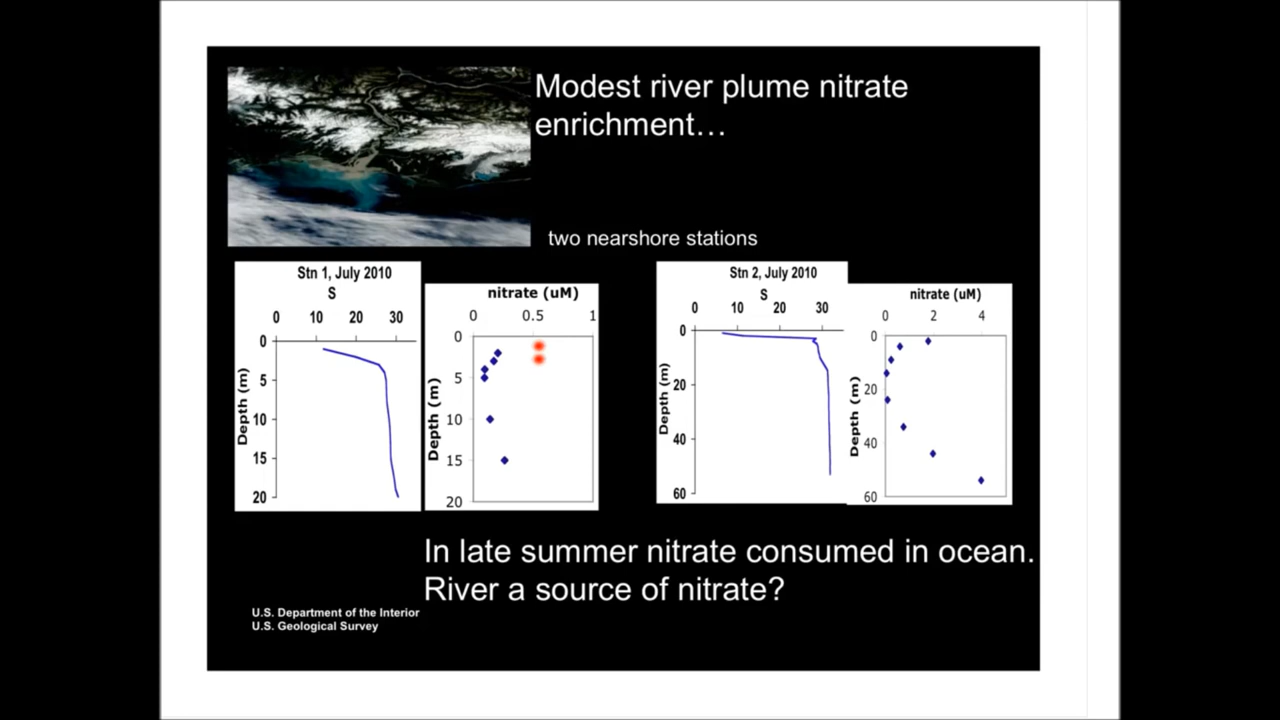 Modest river plume nitrate
enrichment…
two nearshore stations
Stn 1, July 2010
S
0 10 20 30
0
5
10
15
20
Depth (m)
nitrate (uM)
0 0.5 1
0
5
10
15
20
Depth (m)
Stn 2, July 2010
S
0 10 20 30
0
20
40
60
Depth (m)
nitrate (uM)
0 2 4
0
20
40
60
Depth (m)
In late summer nitrate consumed in ocean.
River a source of nitrate?
U.S. Department of the Interior
U.S. Geological Survey